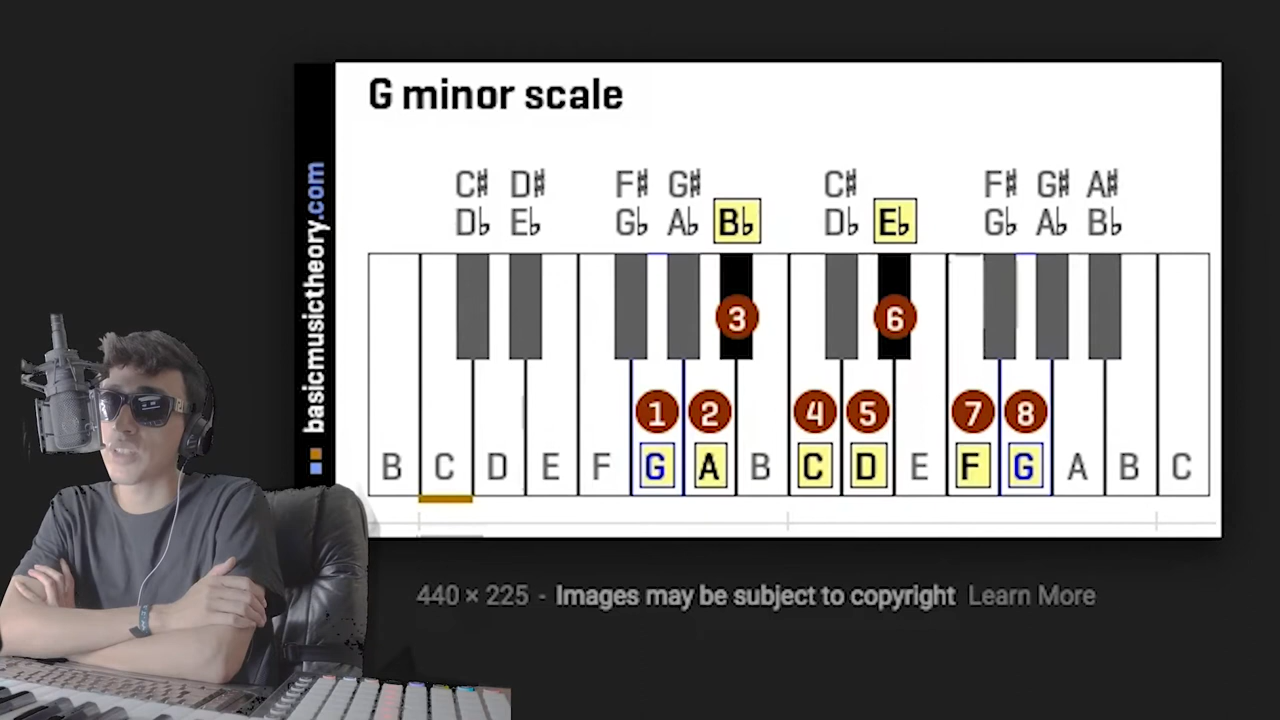 G minor scale
C♯ D♯ F♯ G♯ C♯ F♯ G♯ A♯
D♭ E♭ G♭ A♭ B♭ D♭ E♭ G♭ A♭ B♭
3 6
1 2 4 5 7 8
B C D E F G A B C D E F G A B C
basicmusictheory.com
440 × 225 - Images may be subject to copyright Learn More